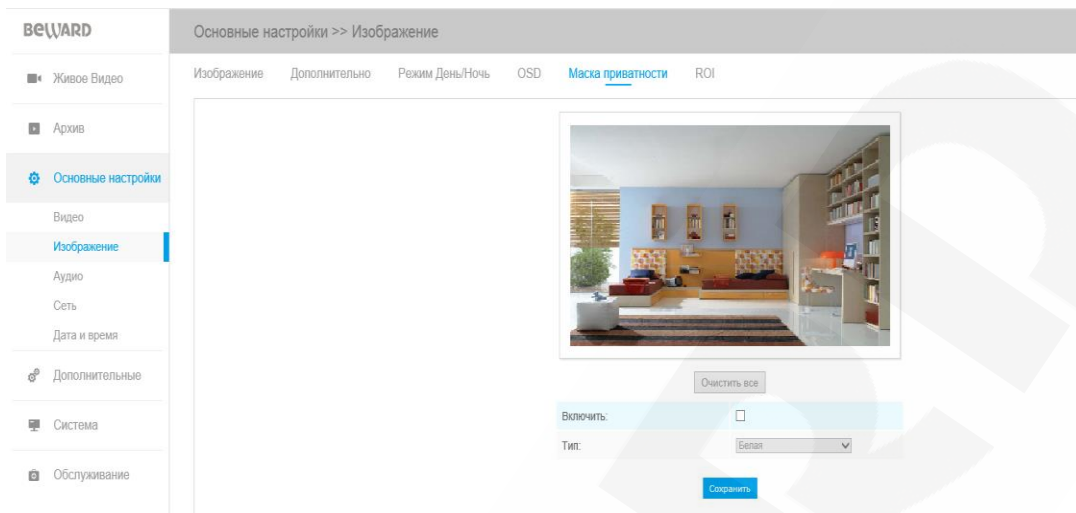 BEWARD
Основные настройки >> Изображение
Живое Видео
Архив
Основные настройки
Видео
Изображение
Аудио
Сеть
Дата и время
Дополнительные
Система
Обслуживание
Изображение Дополнительно Режим День/Ночь OSD Маска приватности ROI
Очистить все
Включить:
Тип: Белая
Сохранить